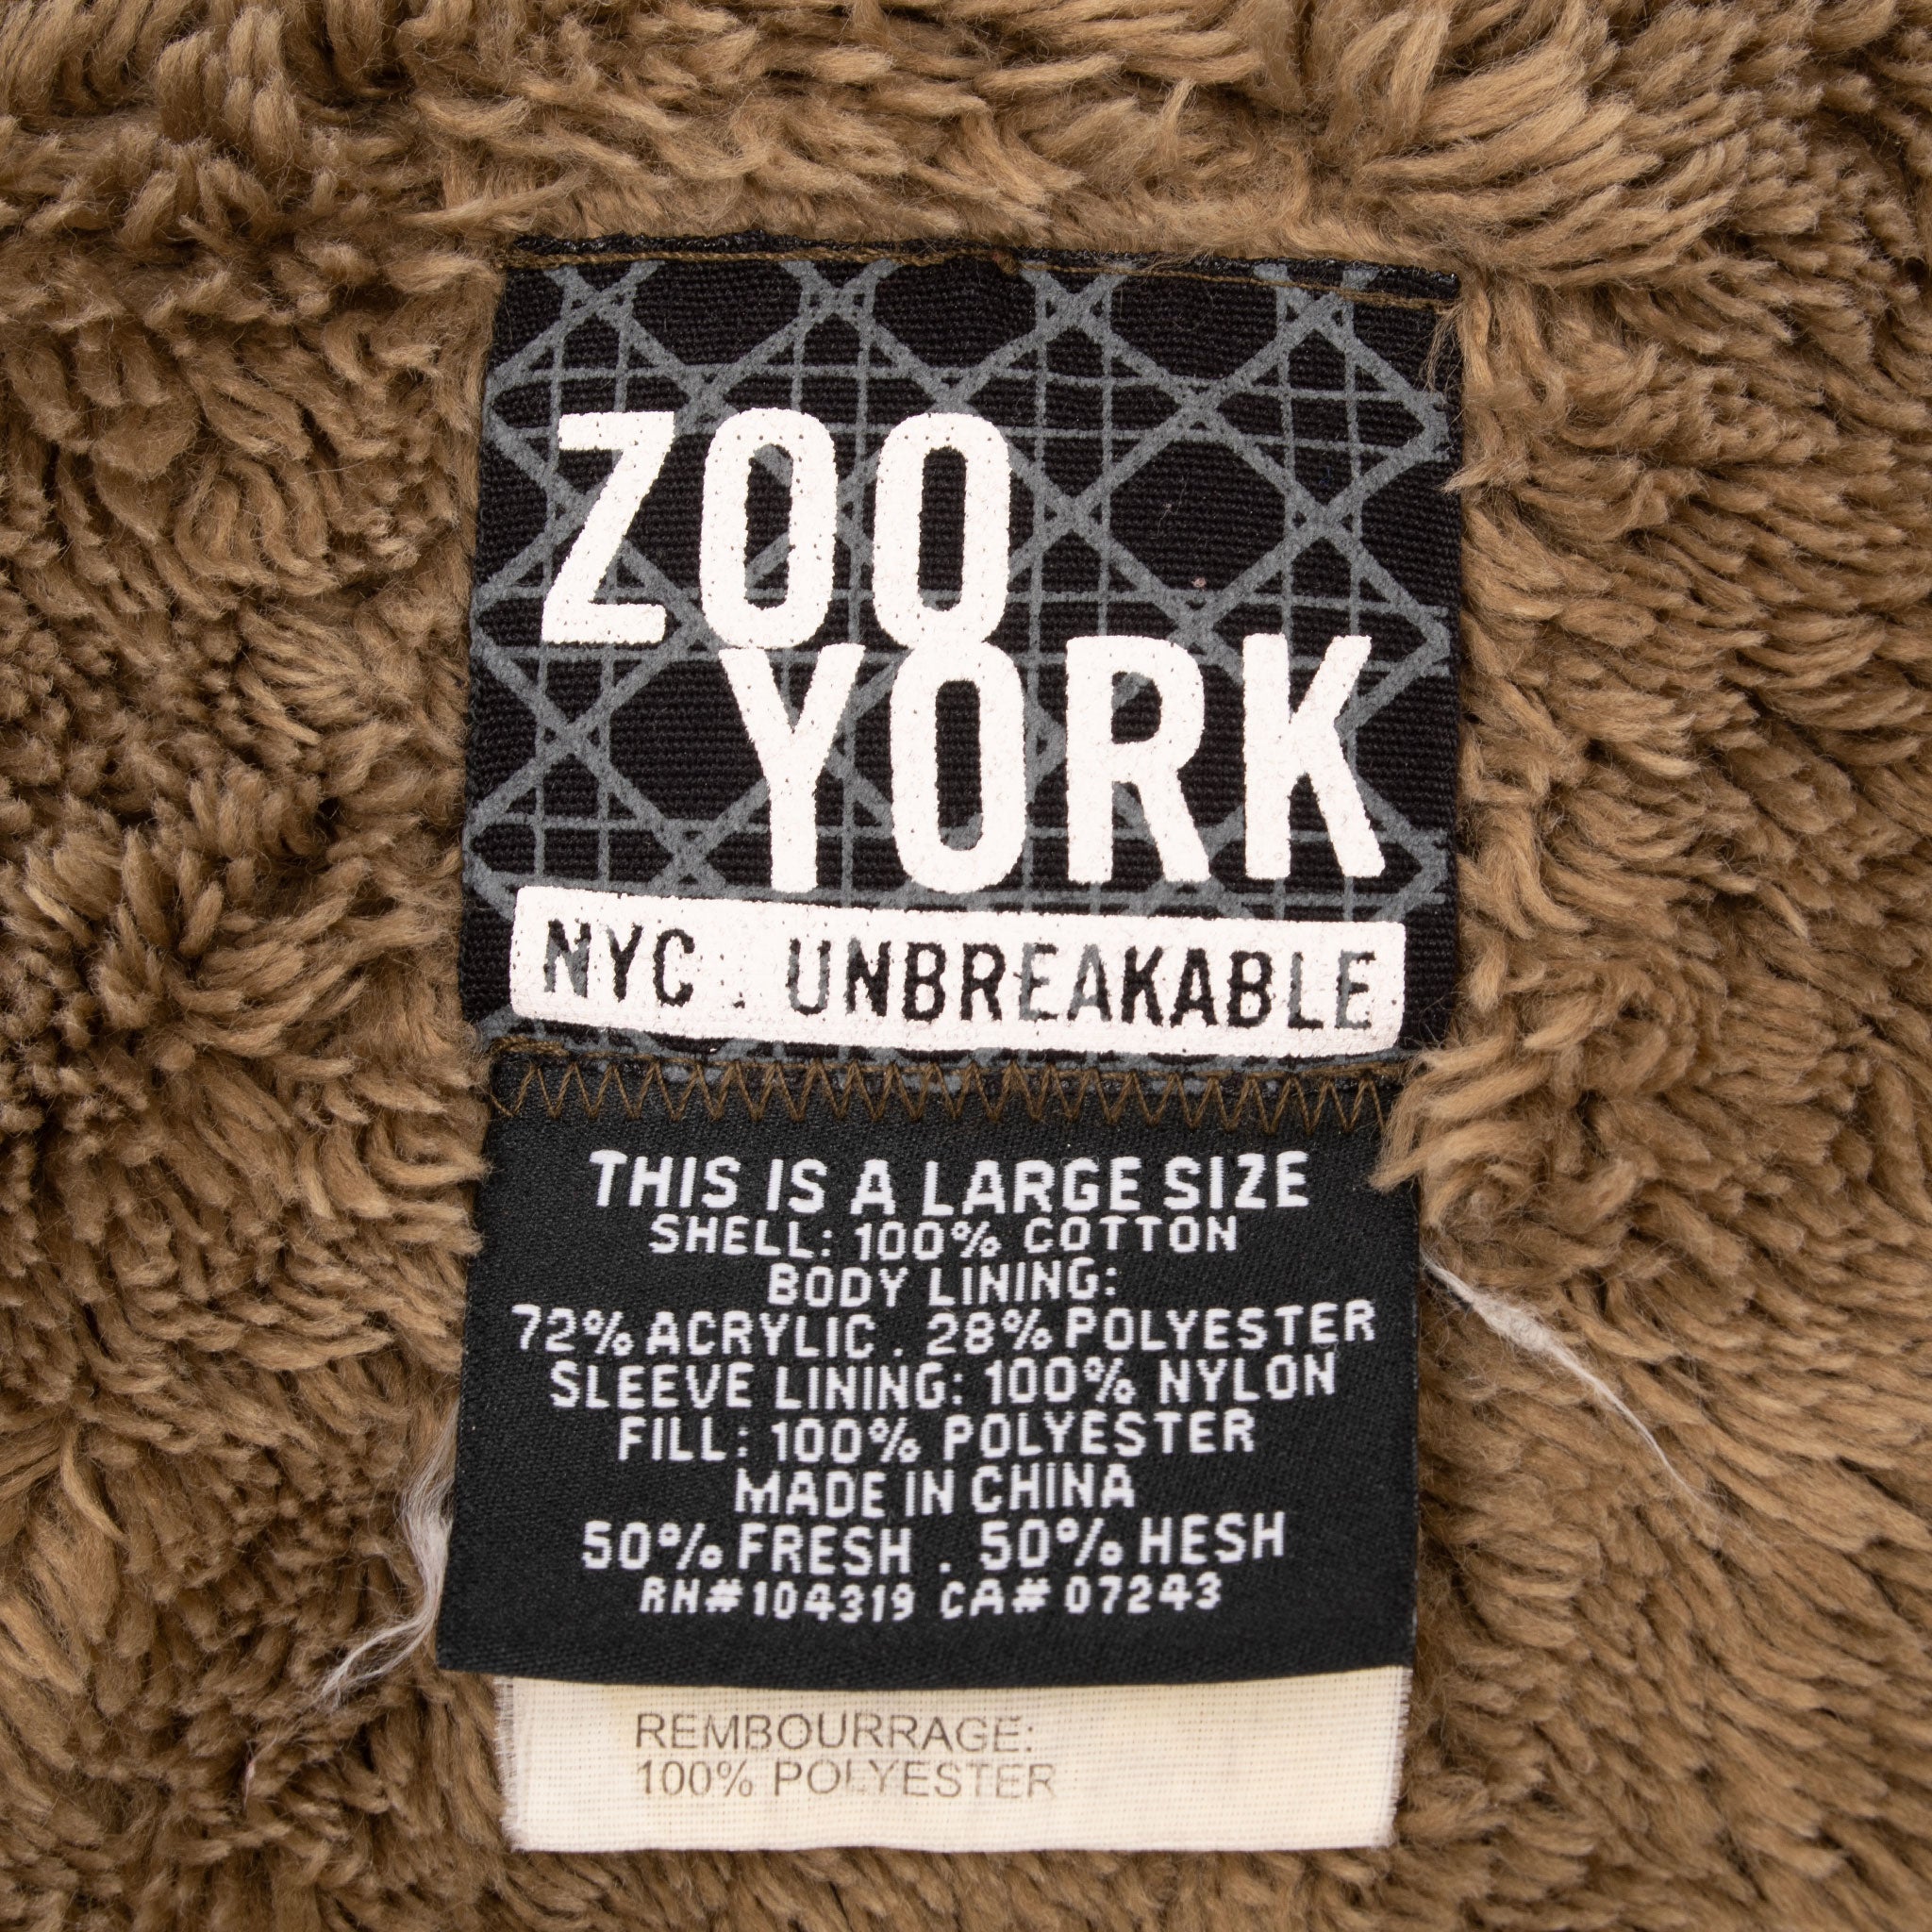 ZOO
YORK
NYC . UNBREAKABLE
THIS IS A LARGE SIZE
SHELL: 100% COTTON
BODY LINING:
72% ACRYLIC . 28% POLYESTER
SLEEVE LINING: 100% NYLON
FILL: 100% POLYESTER
MADE IN CHINA
50% FRESH . 50% HESH
RN#104319 CA# 07243
REMBOURRAGE:
100% POLYESTER